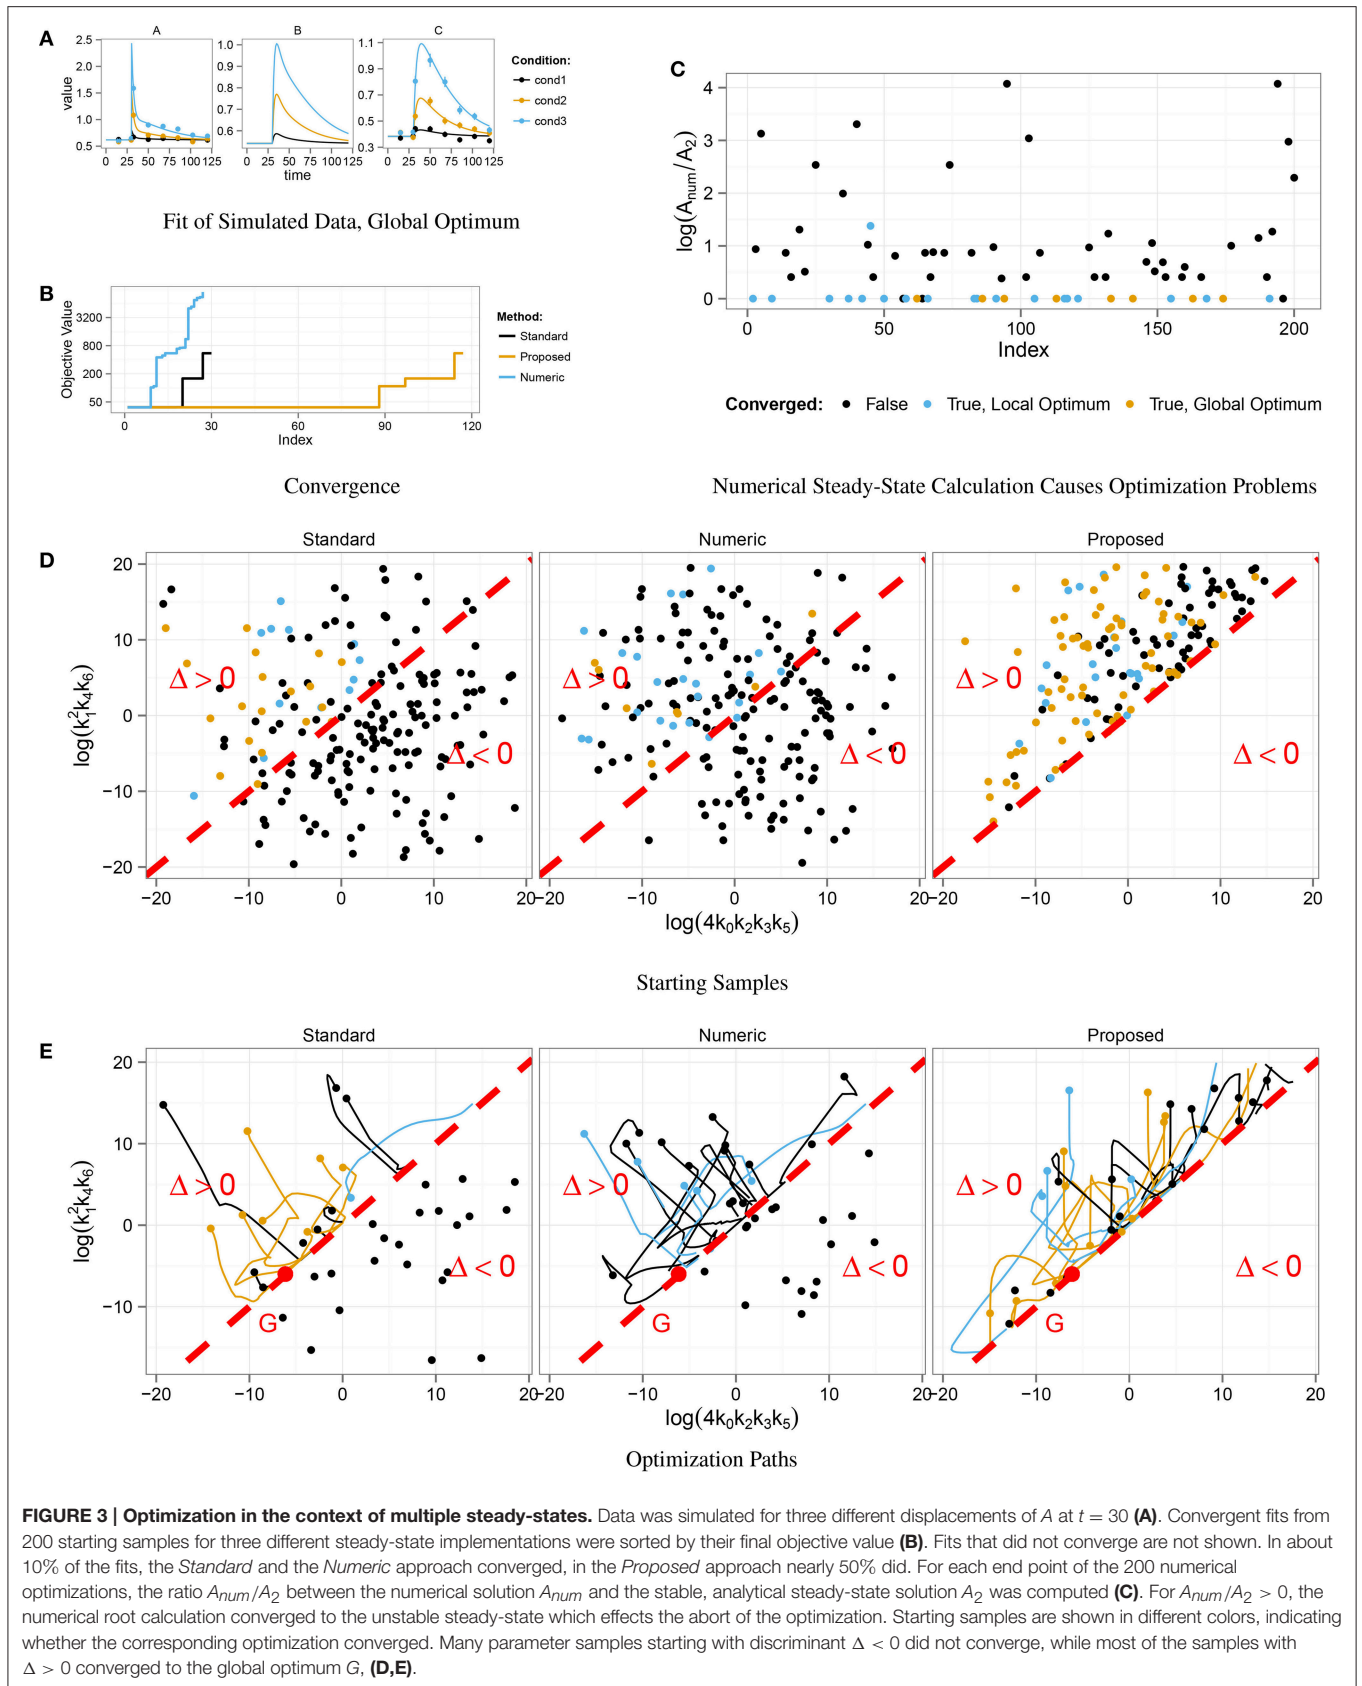 A
A
B
C
2.5
2.0
1.5
1.0
0.5
value
1.0
0.9
0.8
0.7
0.6
1.1
0.9
0.7
0.5
0.3
0 25 50 75 100 125
0 25 50 75 100 125
0 25 50 75 100 125
time
Condition:
cond1
cond2
cond3
Fit of Simulated Data, Global Optimum
B
Objective Value
3200
800
200
50
0 30 60 90 120
Index
Method:
Standard
Proposed
Numeric
Convergence
C
log(A_num/A_2)
4
3
2
1
0
0 50 100 150 200
Index
Converged: False True, Local Optimum True, Global Optimum
Numerical Steady-State Calculation Causes Optimization Problems
D
Standard Numeric Proposed
log(k₁²k₄k₆)
20
10
0
−10
−20
Δ > 0
Δ < 0
Δ > 0
Δ < 0
Δ > 0
Δ < 0
−20 −10 0 10 20
−20 −10 0 10 20
−20 −10 0 10 20
log(4k₀k₂k₃k₅)
Starting Samples
E
Standard Numeric Proposed
log(k₁²k₄k₆)
20
10
0
−10
Δ > 0
Δ < 0
G
Δ > 0
Δ < 0
G
Δ > 0
Δ < 0
G
−20 −10 0 10 20
−20 −10 0 10 20
−20 −10 0 10 20
log(4k₀k₂k₃k₅)
Optimization Paths
FIGURE 3 | Optimization in the context of multiple steady-states. Data was simulated for three different displacements of A at t = 30 (A). Convergent fits from
200 starting samples for three different steady-state implementations were sorted by their final objective value (B). Fits that did not converge are not shown. In about
10% of the fits, the Standard and the Numeric approach converged, in the Proposed approach nearly 50% did. For each end point of the 200 numerical
optimizations, the ratio A_num/A_2 between the numerical solution A_num and the stable, analytical steady-state solution A_2 was computed (C). For A_num/A_2 > 0, the
numerical root calculation converged to the unstable steady-state which effects the abort of the optimization. Starting samples are shown in different colors, indicating
whether the corresponding optimization converged. Many parameter samples starting with discriminant Δ < 0 did not converge, while most of the samples with
Δ > 0 converged to the global optimum G, (D,E).